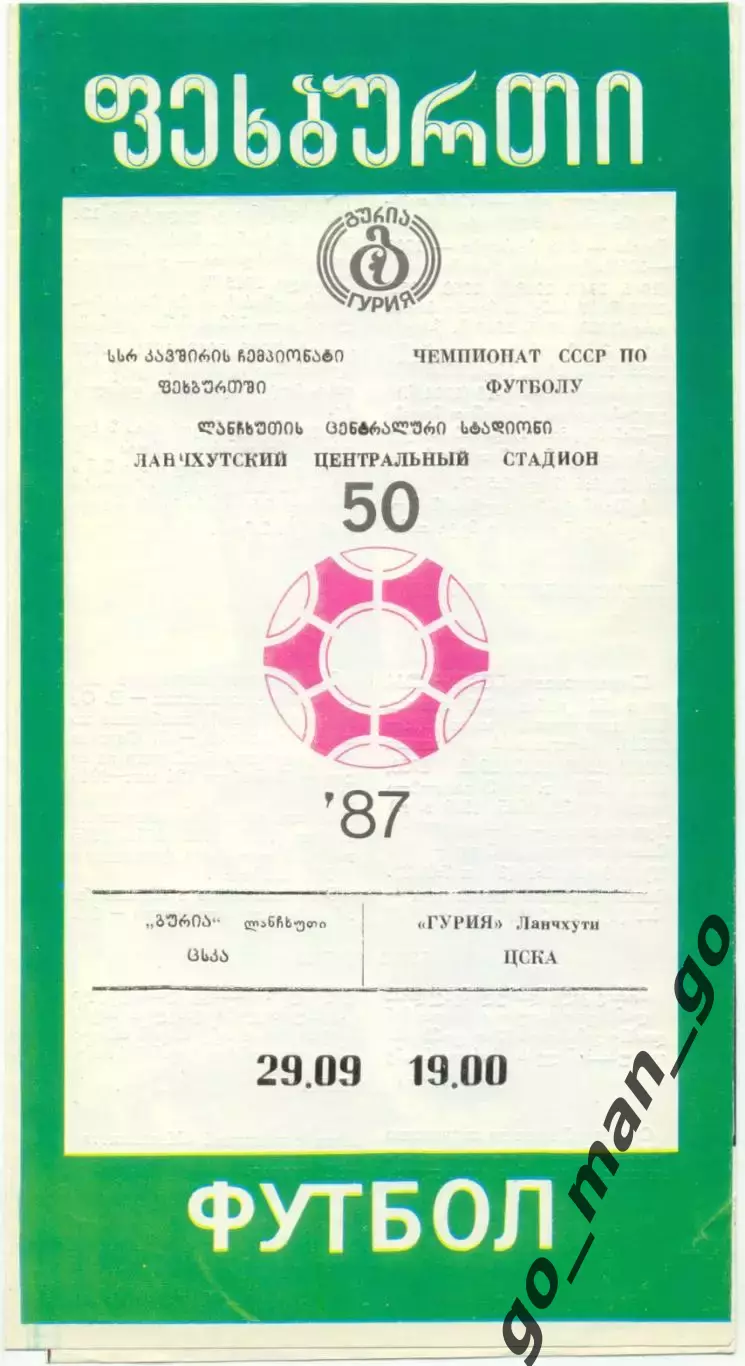 ფეხბურთი
გურია
ГУРИЯ
სსრ კავშირის ჩემპიონატი ფეხბურთში
ЧЕМПИОНАТ СССР ПО ФУТБОЛУ
ლანჩხუთის ცენტრალური სტადიონი
ЛАНЧХУТСКИЙ ЦЕНТРАЛЬНЫЙ СТАДИОН
50
'87
„გურია“ ლანჩხუთი
ცსკა
«ГУРИЯ» Ланчхути
ЦСКА
29.09 19.00
ФУТБОЛ
go_man_go